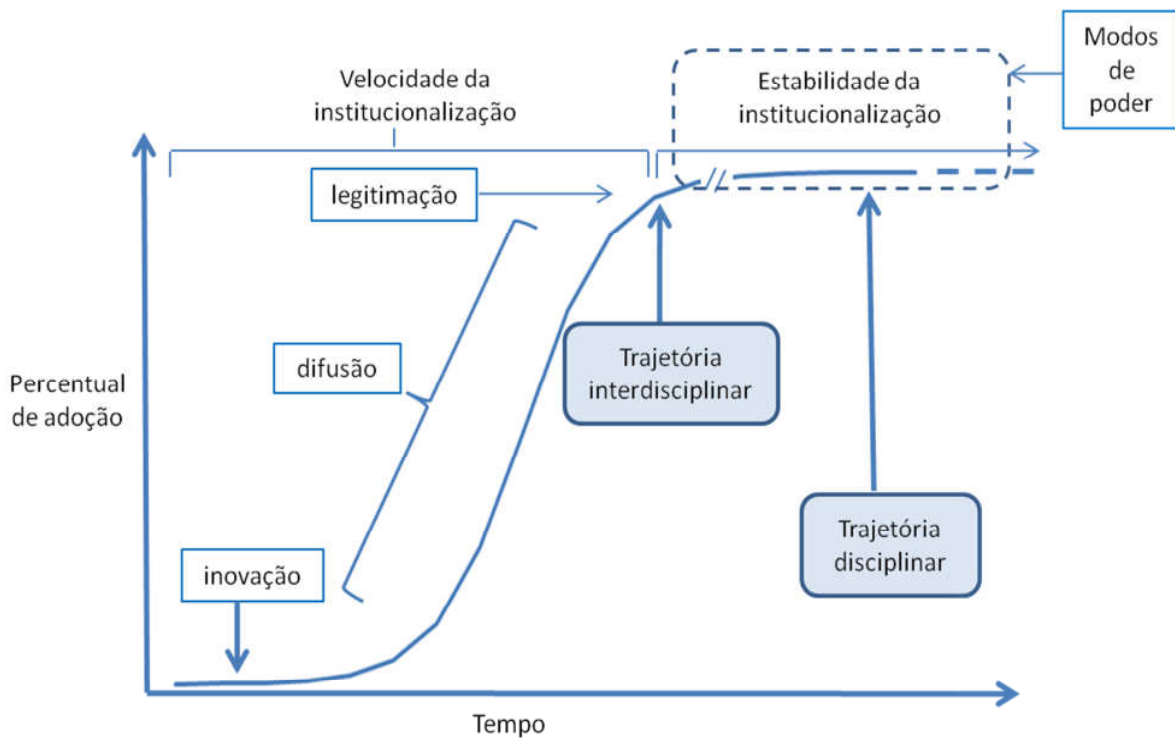 Modos
de
poder
Velocidade da
institucionalização
Estabilidade da
institucionalização
legitimação
difusão
Trajetória
interdisciplinar
Percentual
de adoção
Trajetória
disciplinar
inovação
Tempo